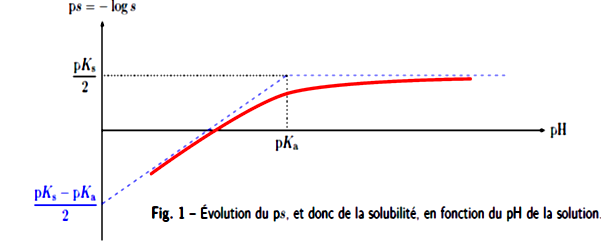 ps = − log s
pKs
2
pH
pKa
pKs − pKa
2
Fig. 1 – Évolution du ps, et donc de la solubilité, en fonction du pH de la solution.